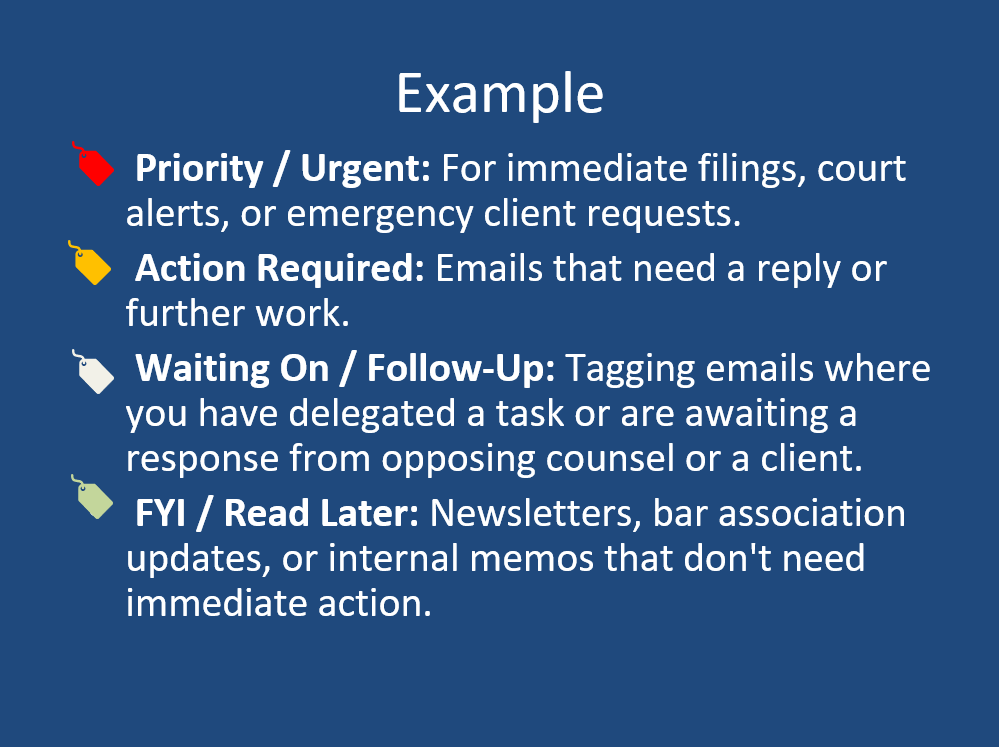 Example
Priority / Urgent: For immediate filings, court
alerts, or emergency client requests.
Action Required: Emails that need a reply or
further work.
Waiting On / Follow-Up: Tagging emails where
you have delegated a task or are awaiting a
response from opposing counsel or a client.
FYI / Read Later: Newsletters, bar association
updates, or internal memos that don't need
immediate action.